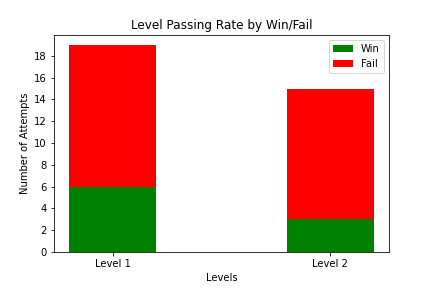 Level Passing Rate by Win/Fail
Win
Fail
Number of Attempts
18
16
14
12
10
8
6
4
2
0
Level 1
Level 2
Levels